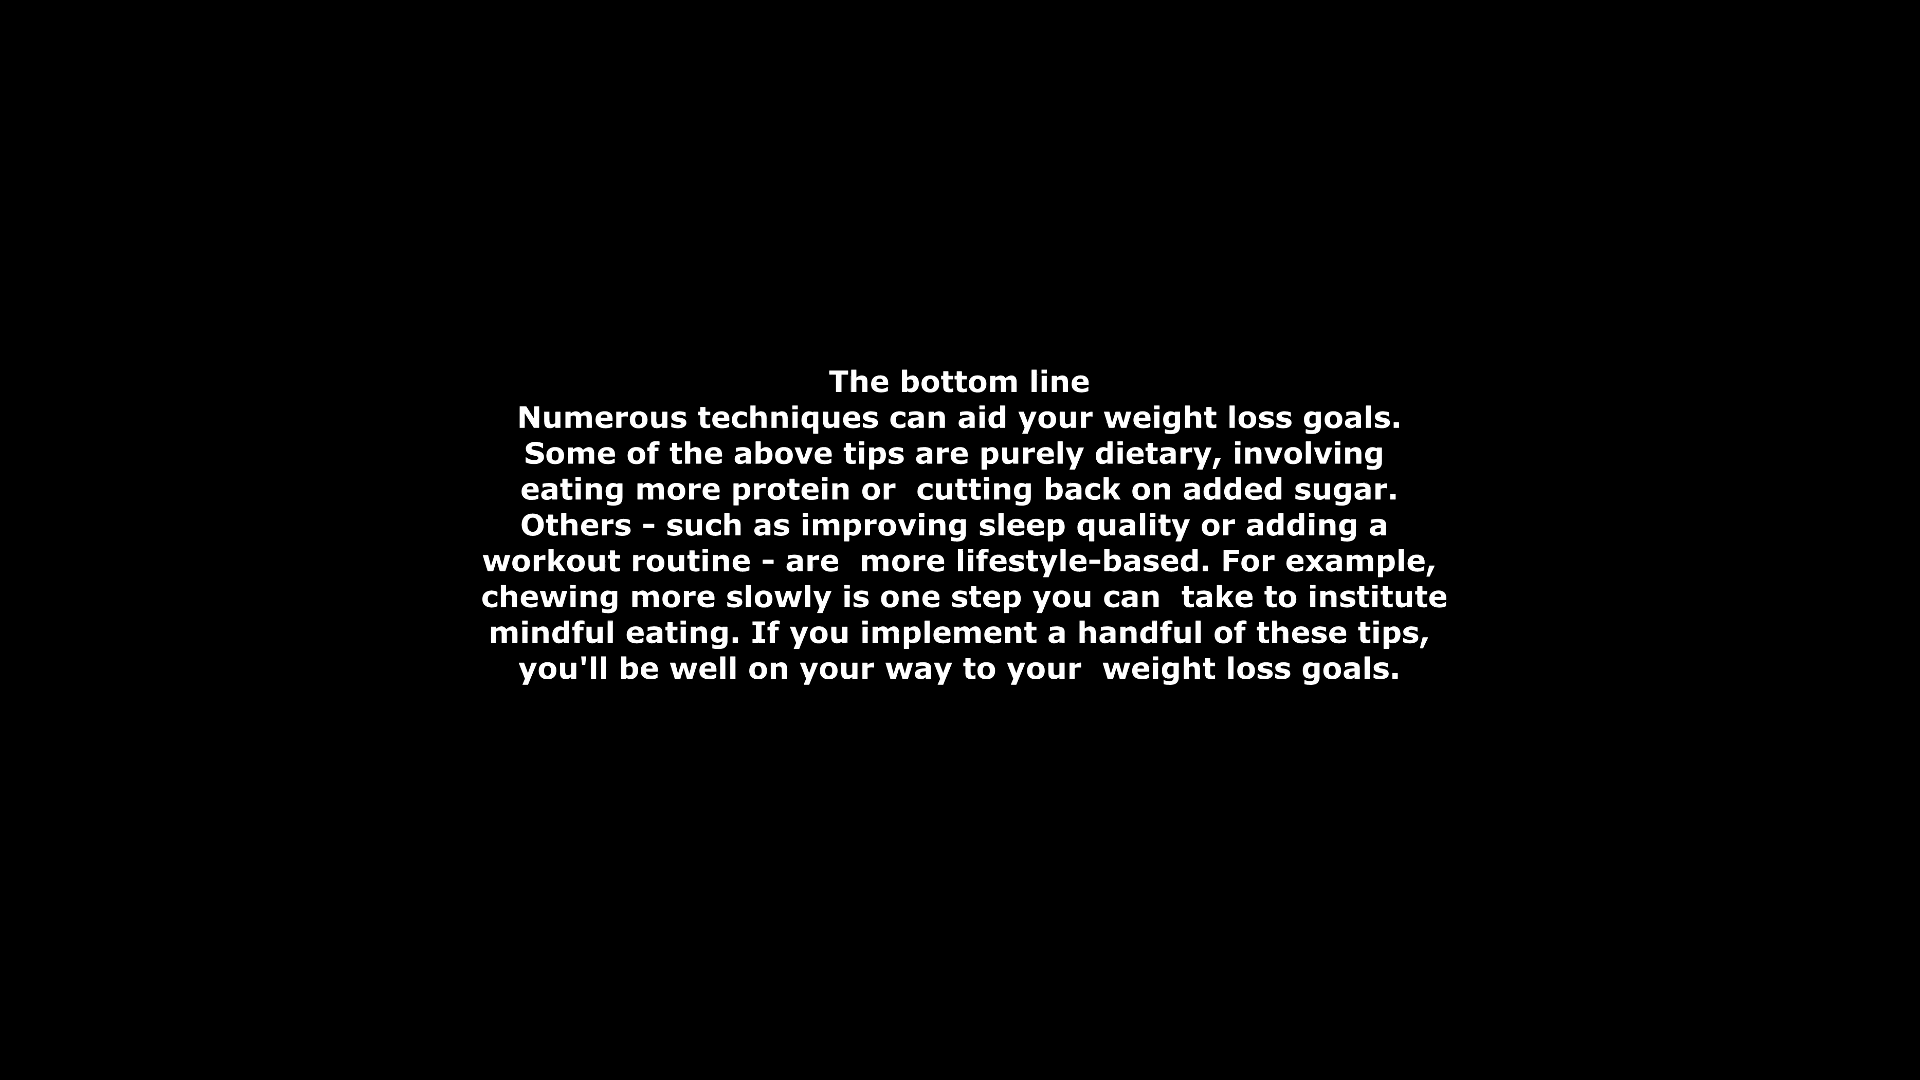 The bottom line
Numerous techniques can aid your weight loss goals.
Some of the above tips are purely dietary, involving
eating more protein or  cutting back on added sugar.
Others - such as improving sleep quality or adding a
workout routine - are  more lifestyle-based. For example,
chewing more slowly is one step you can  take to institute
mindful eating. If you implement a handful of these tips,
you'll be well on your way to your  weight loss goals.